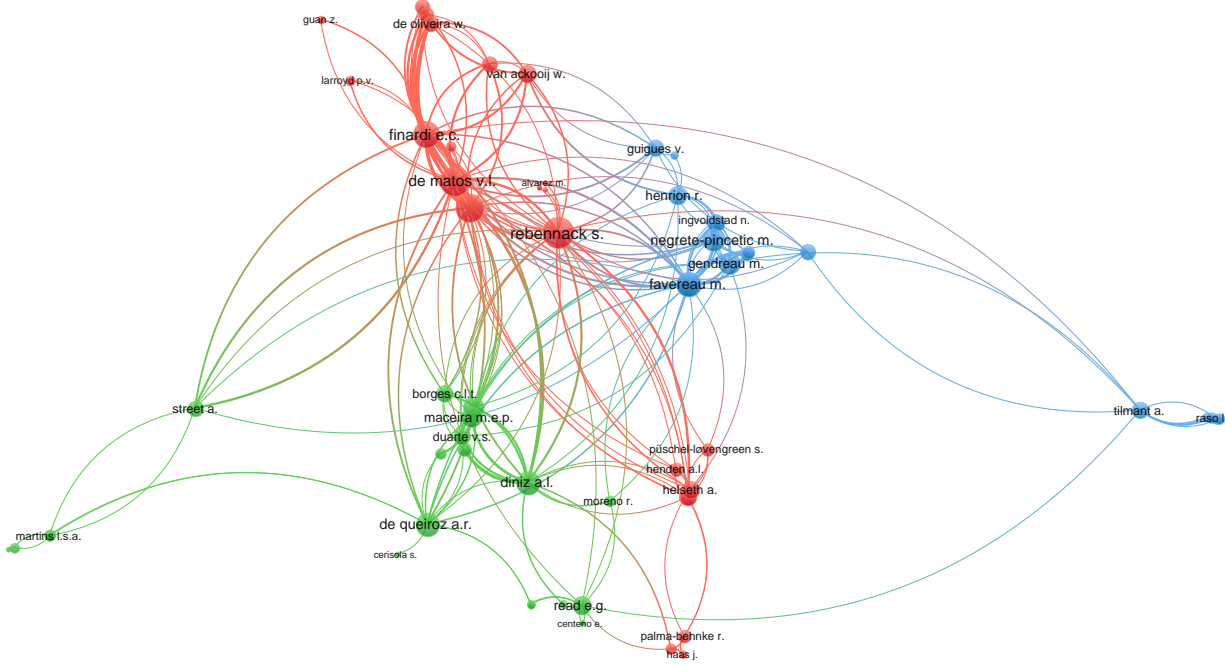 guan z.
de oliveira w.
van ackooij w.
larroyd p.v.
finardi e.c.
guigues v.
de matos v.l.
alvarez m.
henrion r.
ingvoldstad n.
rebennack s.
negrete-pincetic m.
gendreau m.
favereau m.
borges c.l.t.
street a.
maceira m.e.p.
tilmant a.
raso l
duarte v.s.
püschel-løvengreen s.
henden a.l.
diniz a.l.
helseth a.
moreno r.
de queiroz a.r.
martins l.s.a.
cerisola s.
read e.g.
centeno e.
palma-behnke r.
haas j.